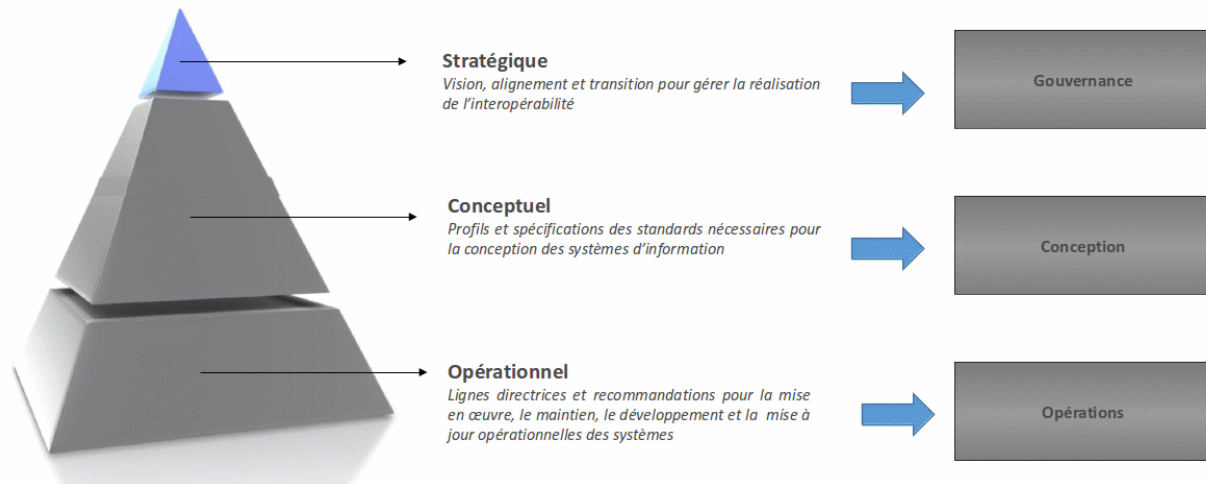 Stratégique
Vision, alignement et transition pour gérer la réalisation
de l’interopérabilité
Gouvernance
Conceptuel
Profils et spécifications des standards nécessaires pour
la conception des systèmes d’information
Conception
Opérationnel
Lignes directrices et recommandations pour la mise
en œuvre, le maintien, le développement et la mise à
jour opérationnelles des systèmes
Opérations